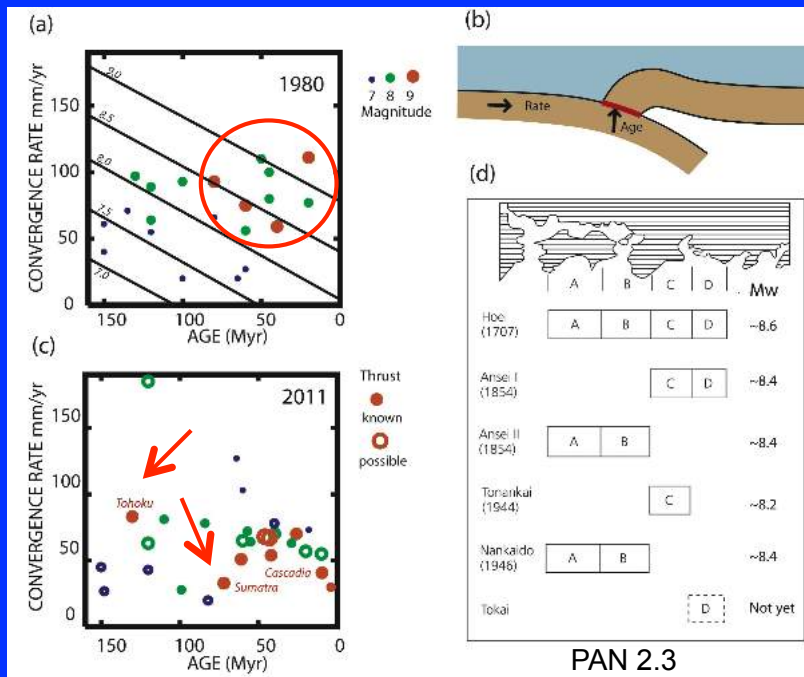 (a)
1980
9.0
8.5
8.0
7.5
7.0
CONVERGENCE RATE mm/yr
150
100
50
0
150
100
50
0
AGE (Myr)
7 8 9
Magnitude
(b)
Rate
Age
(c)
2011
Tohoku
Sumatra
Cascadia
CONVERGENCE RATE mm/yr
150
100
50
0
150
100
50
0
AGE (Myr)
Thrust
known
possible
(d)
A B C D Mw
Hoei
(1707)
A B C D ~8.6
Ansei I
(1854)
C D ~8.4
Ansei II
(1854)
A B ~8.4
Tonankai
(1944)
C ~8.2
Nankaido
(1946)
A B ~8.4
Tokai D Not yet
PAN 2.3